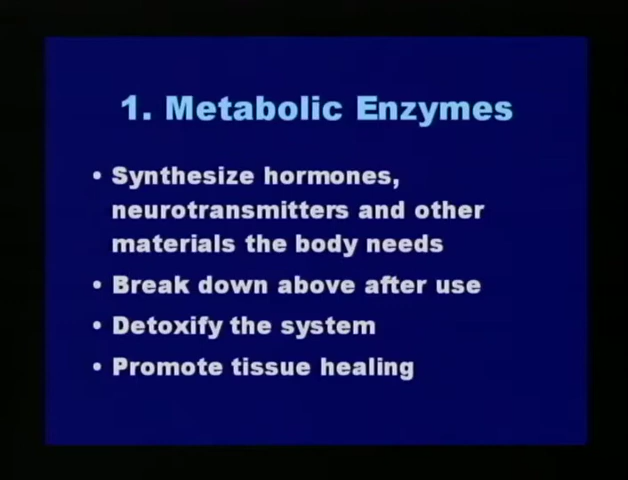 1. Metabolic Enzymes
• Synthesize hormones,
neurotransmitters and other
materials the body needs
• Break down above after use
• Detoxify the system
• Promote tissue healing